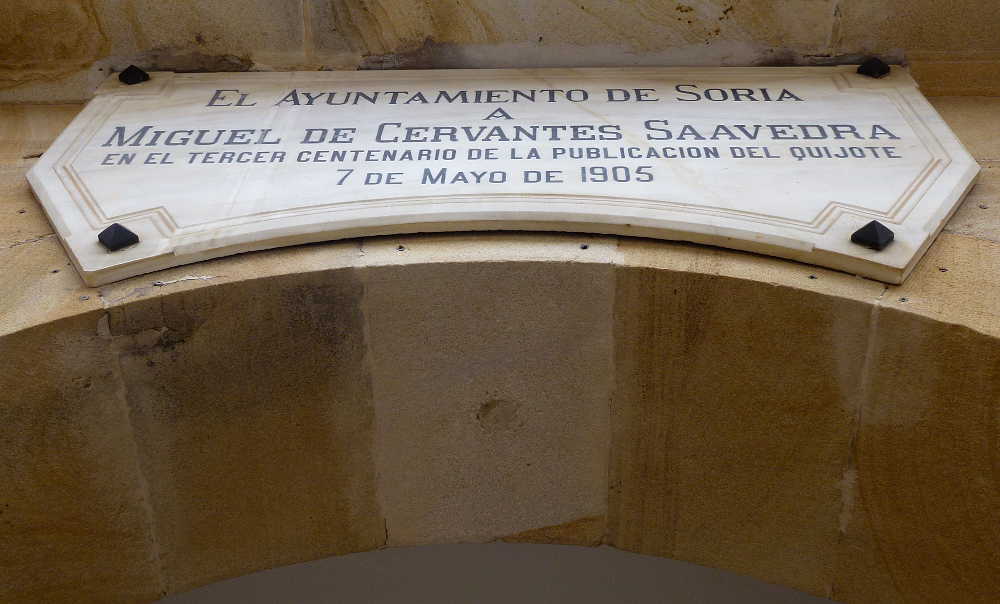 EL AYUNTAMIENTO DE SORIA
A
MIGUEL DE CERVANTES SAAVEDRA
EN EL TERCER CENTENARIO DE LA PUBLICACION DEL QUIJOTE
7 DE MAYO DE 1905